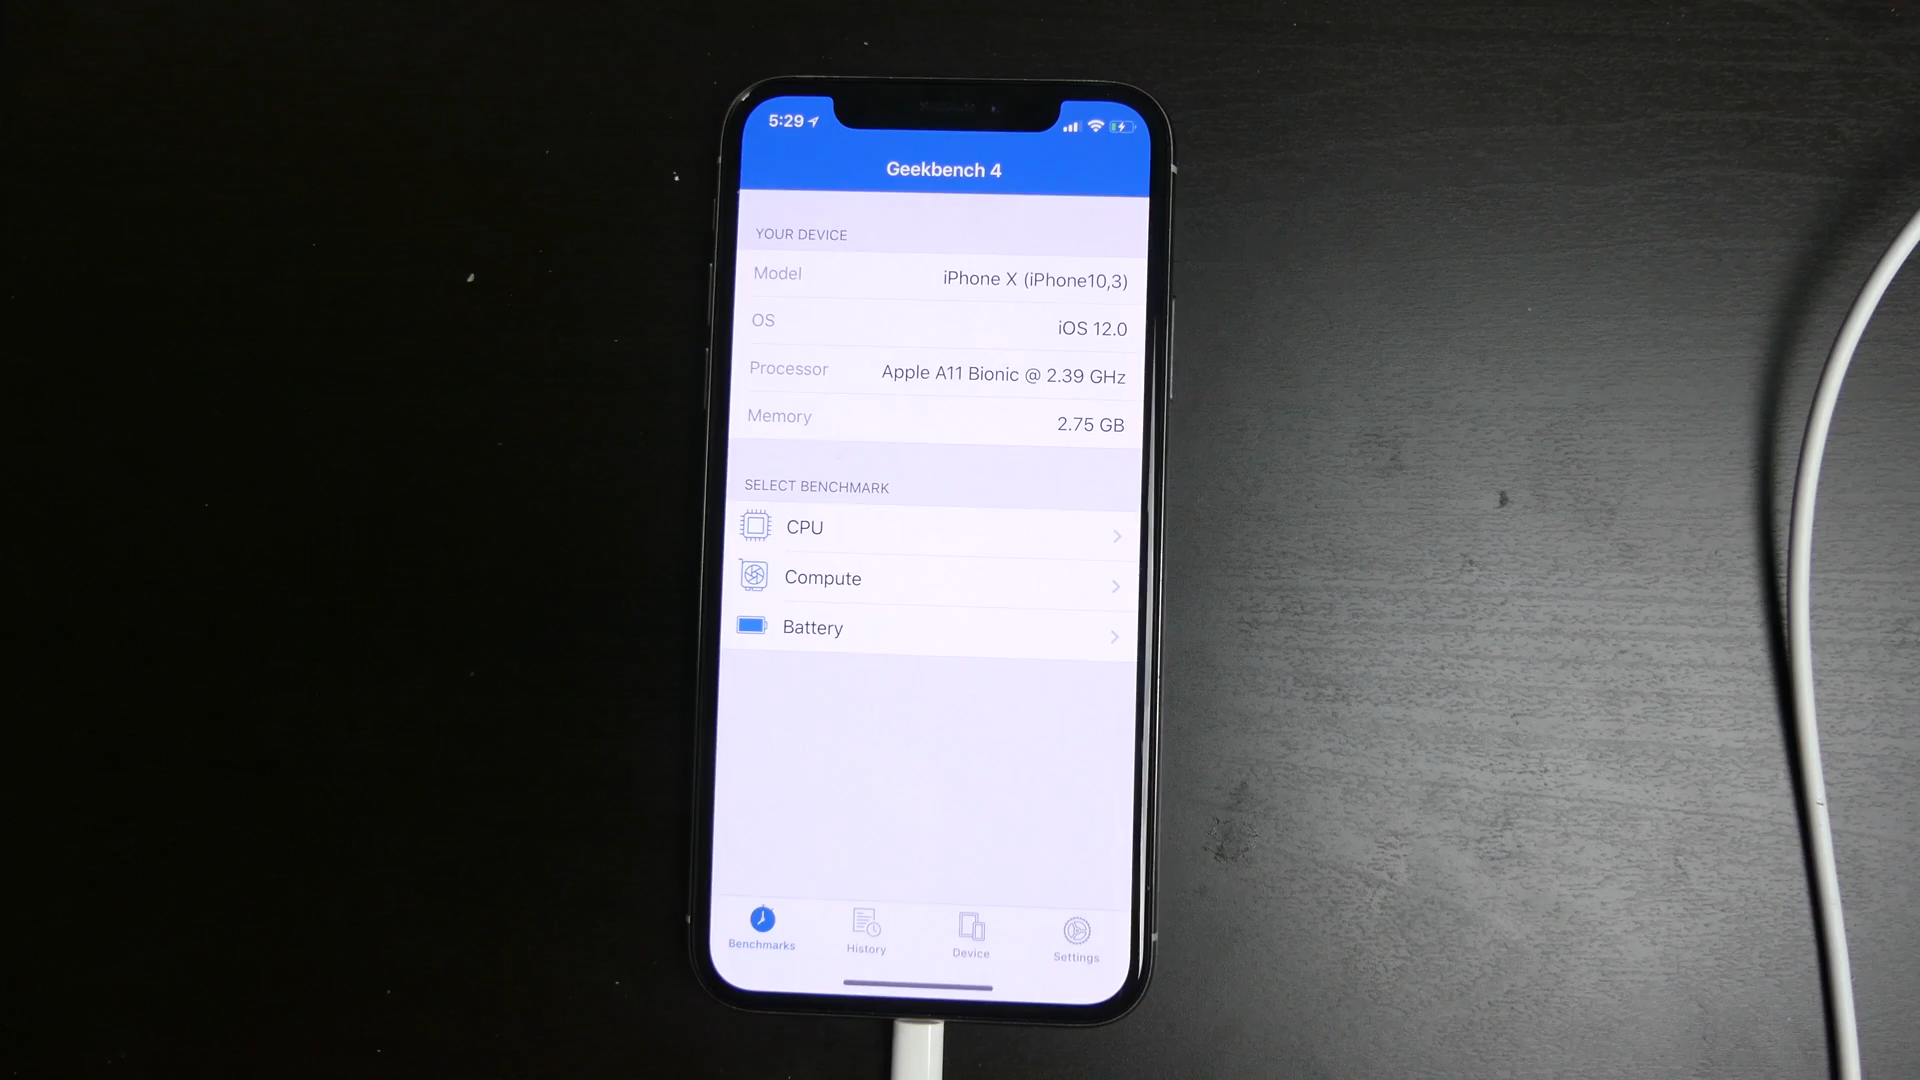 5:29
Geekbench 4
YOUR DEVICE
Model iPhone X (iPhone10,3)
OS iOS 12.0
Processor Apple A11 Bionic @ 2.39 GHz
Memory 2.75 GB
SELECT BENCHMARK
CPU
Compute
Battery
Benchmarks History Device Settings